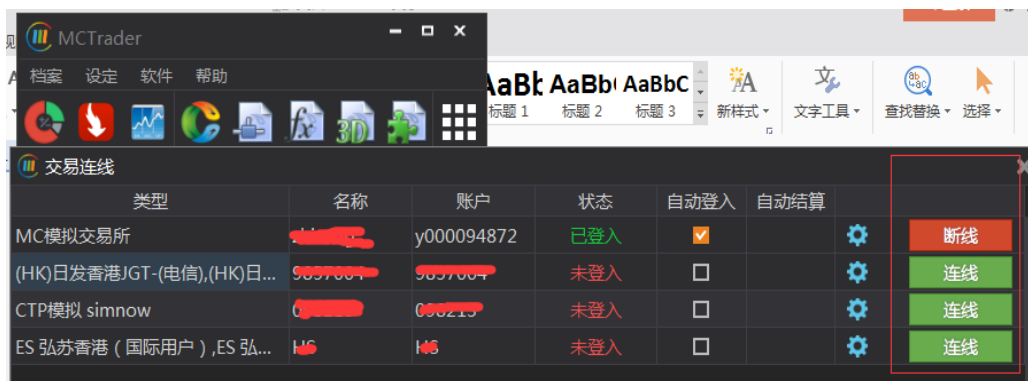 MCTrader
档案 设定 软件 帮助
AaBb( AaBbC
标题 1 标题 2 标题 3 新样式 文字工具 查找替换 选择
交易连线
类型 名称 账户 状态 自动登入 自动结算
MC模拟交易所 y000094872 已登入 断线
(HK)日发香港JGT-(电信),(HK)日... 未登入 连线
CTP模拟 simnow 未登入 连线
ES 弘苏香港（国际用户）,ES 弘... 未登入 连线